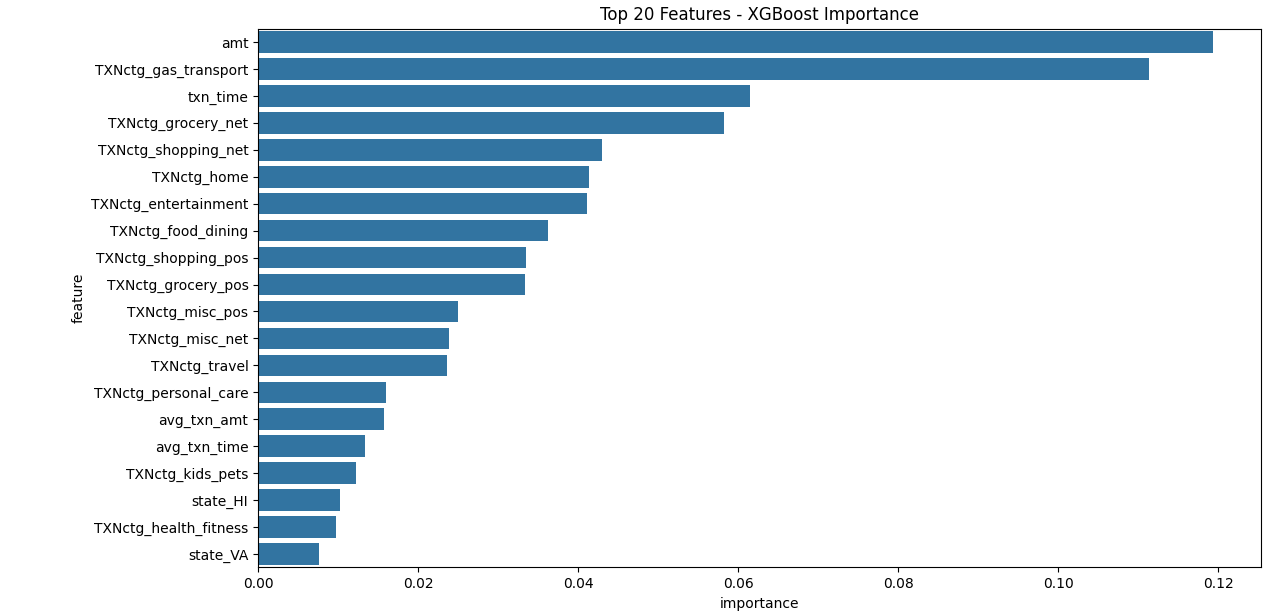 Top 20 Features - XGBoost Importance
feature
amt
TXNctg_gas_transport
txn_time
TXNctg_grocery_net
TXNctg_shopping_net
TXNctg_home
TXNctg_entertainment
TXNctg_food_dining
TXNctg_shopping_pos
TXNctg_grocery_pos
TXNctg_misc_pos
TXNctg_misc_net
TXNctg_travel
TXNctg_personal_care
avg_txn_amt
avg_txn_time
TXNctg_kids_pets
state_HI
TXNctg_health_fitness
state_VA
0.00 0.02 0.04 0.06 0.08 0.10 0.12
importance